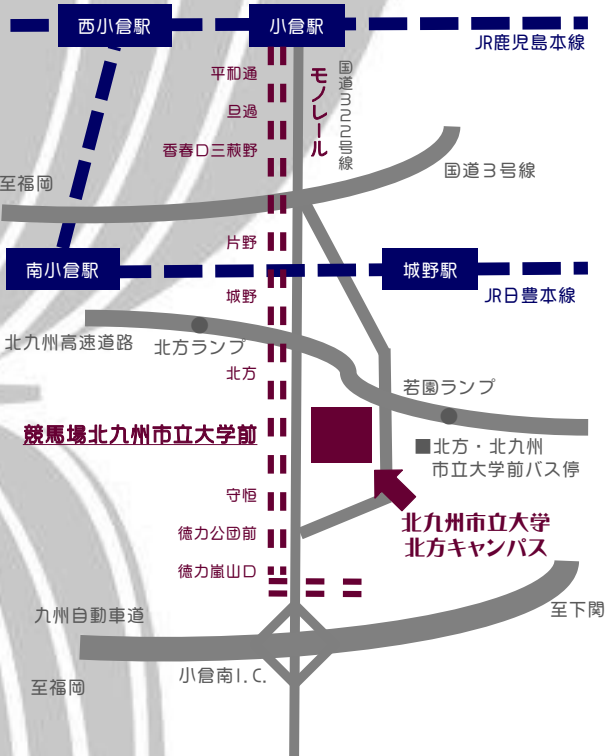 西小倉駅
小倉駅
JR鹿児島本線
平和通
モノレール
国道322号線
旦過
香春口三萩野
国道3号線
至福岡
片野
南小倉駅
城野駅
城野
JR日豊本線
北九州高速道路
北方ランプ
北方
若園ランプ
競馬場北九州市立大学前
■北方・北九州
市立大学前バス停
守恒
北九州市立大学
北方キャンパス
徳力公団前
徳力嵐山口
九州自動車道
至下関
小倉南I.C.
至福岡